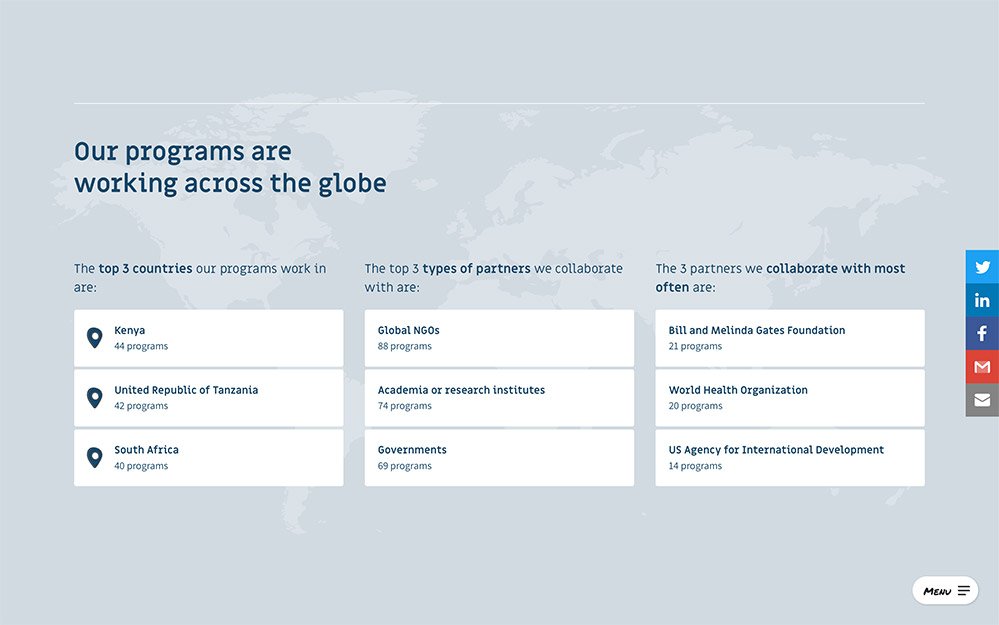 Our programs are
working across the globe
The top 3 countries our programs work in
are:
Kenya
44 programs
United Republic of Tanzania
42 programs
South Africa
40 programs
The top 3 types of partners we collaborate
with are:
Global NGOs
88 programs
Academia or research institutes
74 programs
Governments
69 programs
The 3 partners we collaborate with most
often are:
Bill and Melinda Gates Foundation
21 programs
World Health Organization
20 programs
US Agency for International Development
14 programs
in
f
Menu